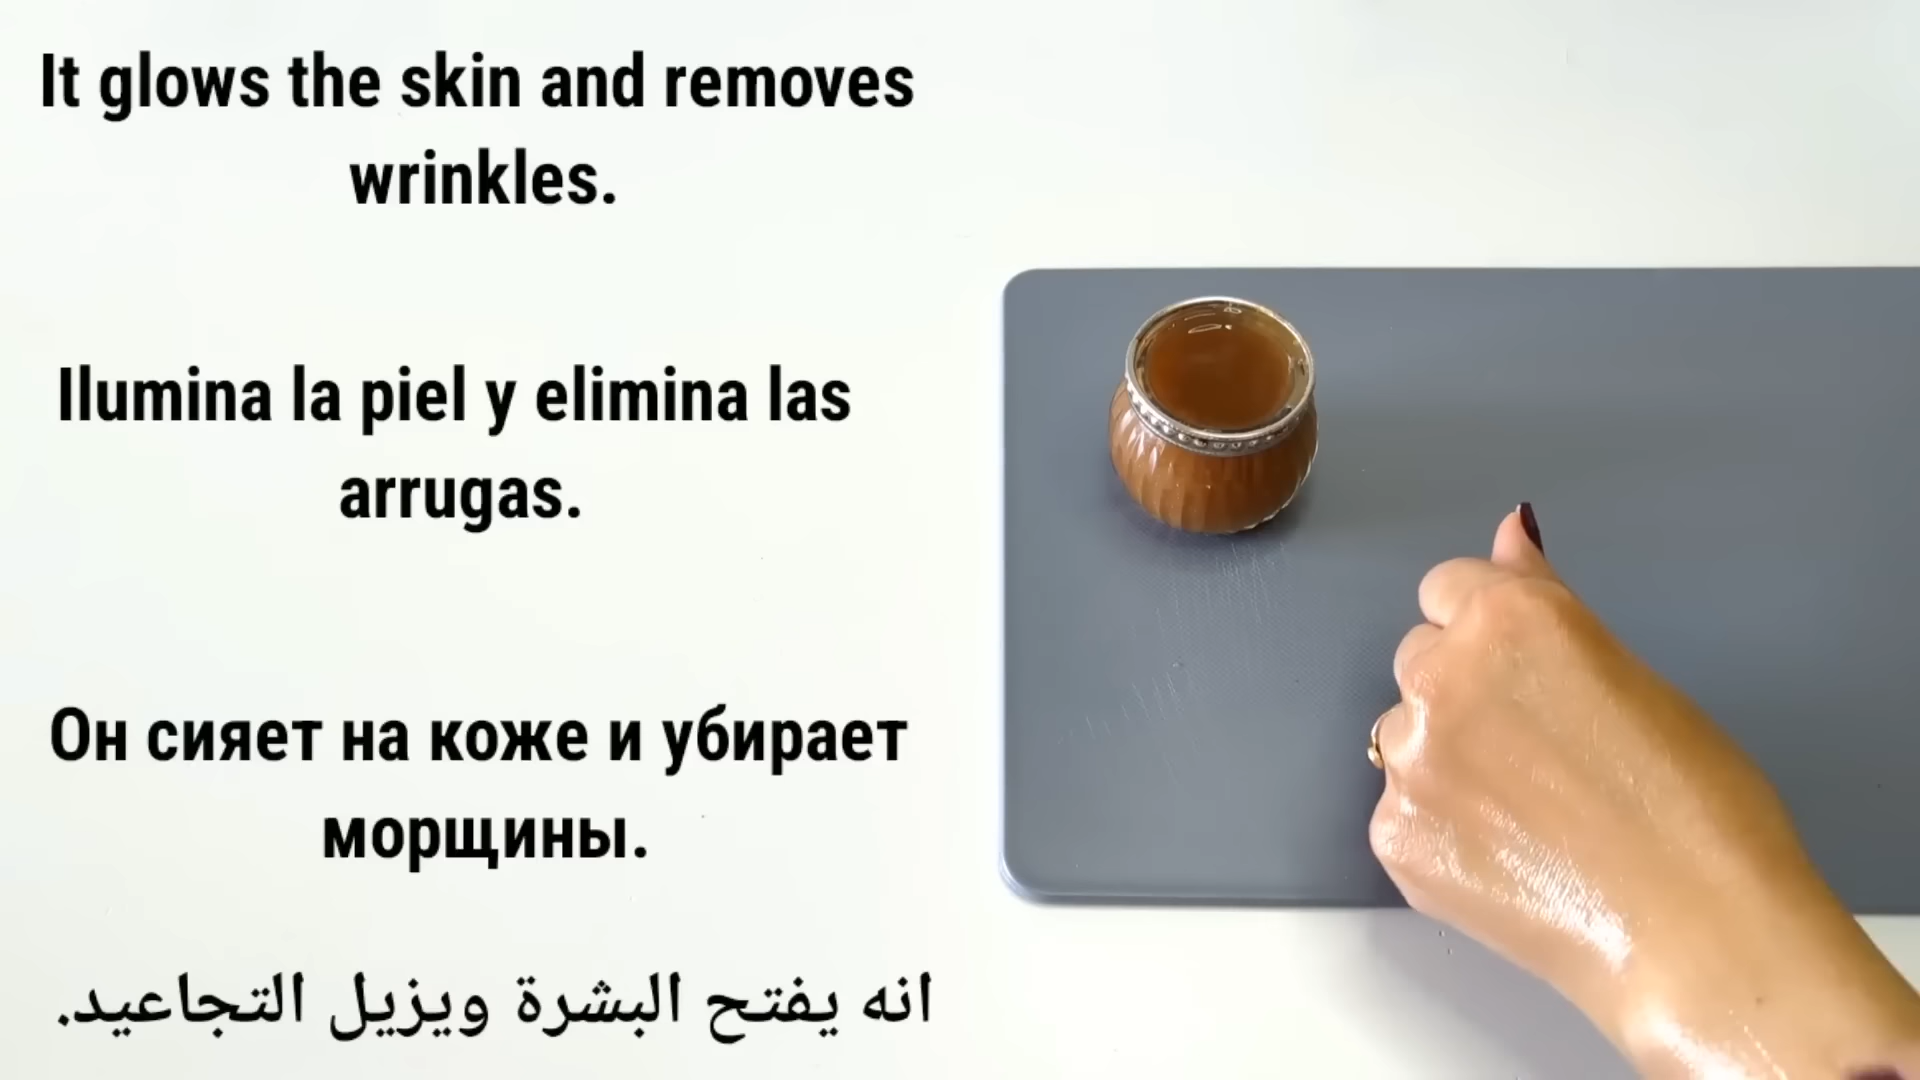 It glows the skin and removes
wrinkles.
Ilumina la piel y elimina las
arrugas.
Он сияет на коже и убирает
морщины.
انه يفتح البشرة ويزيل التجاعيد.